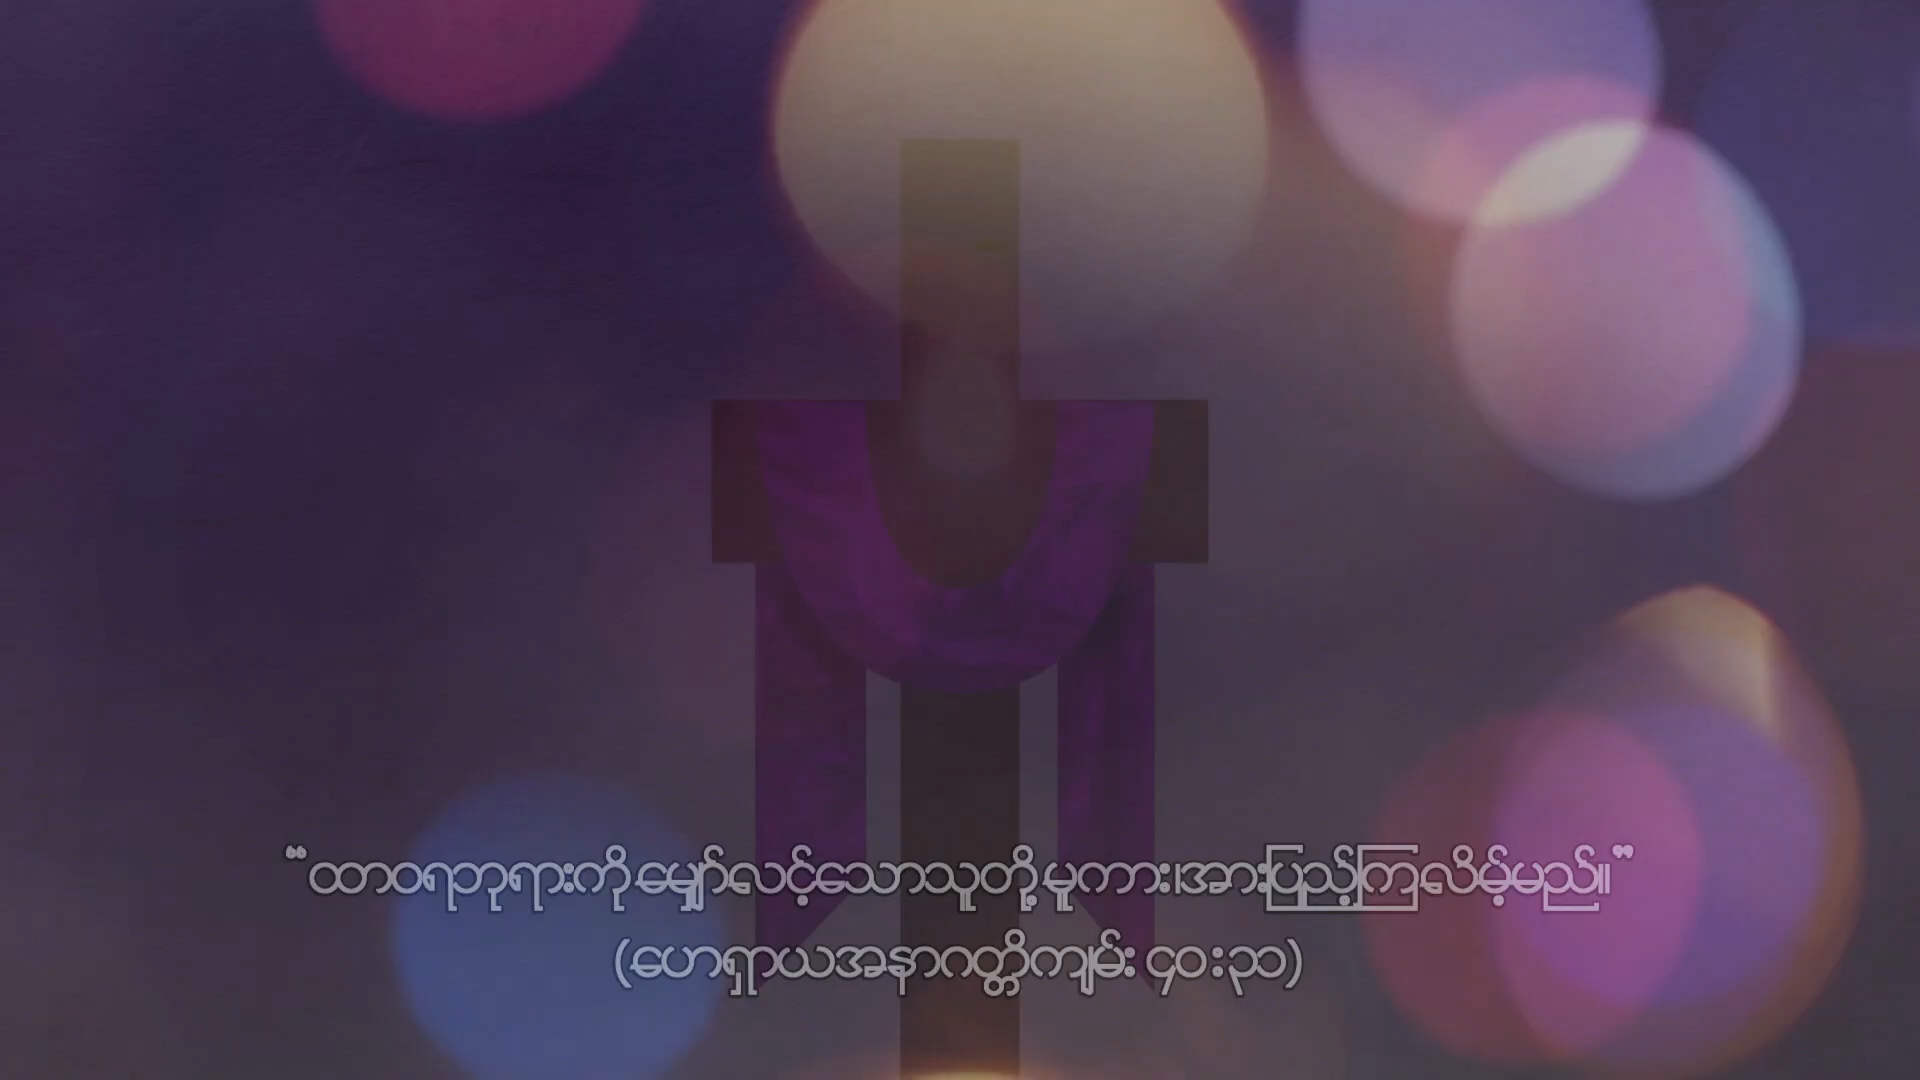 “ထာဝရဘုရားကိုမျှော်လင့်သောသူတို့မူကား၊အားပြည့်ကြလိမ့်မည်။”
(ဟေရှာယအနာဂတ္တိကျမ်း ၄၀:၃၁)